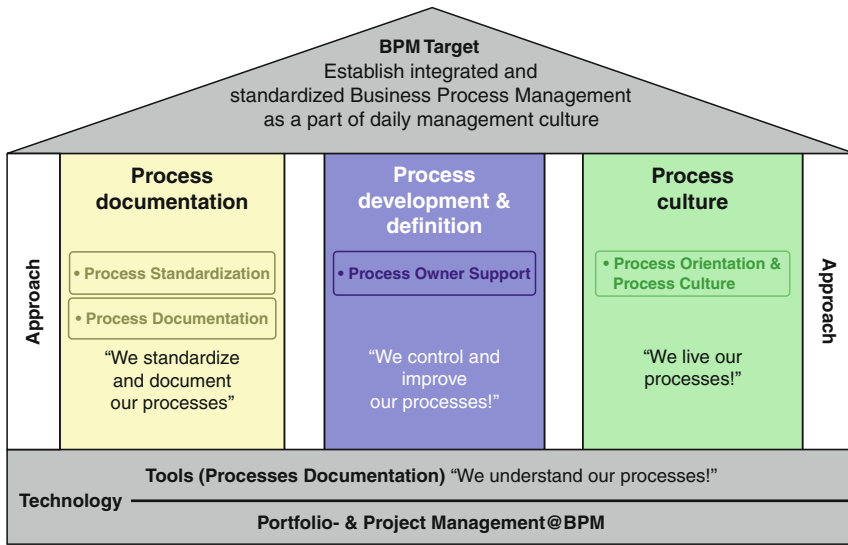 BPM Target
Establish integrated and
standardized Business Process Management
as a part of daily management culture
Approach
Process
documentation
• Process Standardization
• Process Documentation
“We standardize
and document
our processes”
Process
development &
definition
• Process Owner Support
“We control and
improve
our processes!”
Process
culture
• Process Orientation &
Process Culture
“We live our
processes!”
Approach
Technology
Tools (Processes Documentation) “We understand our processes!”
Portfolio- & Project Management@BPM